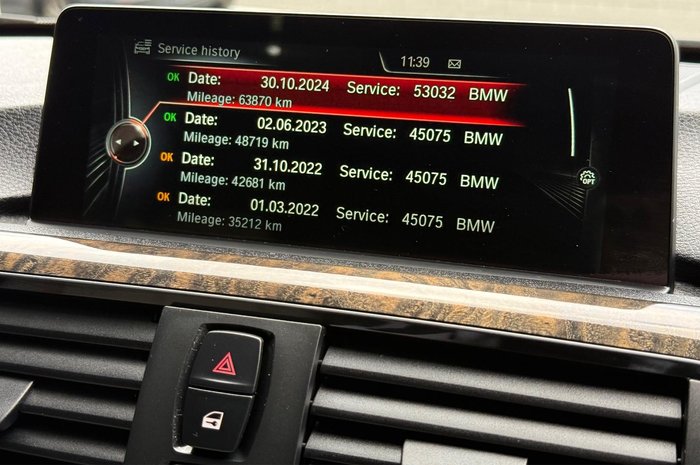 Service history
11:39
OK Date: 30.10.2024 Service: 53032 BMW
Mileage: 63870 km
OK Date: 02.06.2023 Service: 45075 BMW
Mileage: 48719 km
OK Date: 31.10.2022 Service: 45075 BMW
Mileage: 42681 km
OPT
OK Date: 01.03.2022 Service: 45075 BMW
Mileage: 35212 km